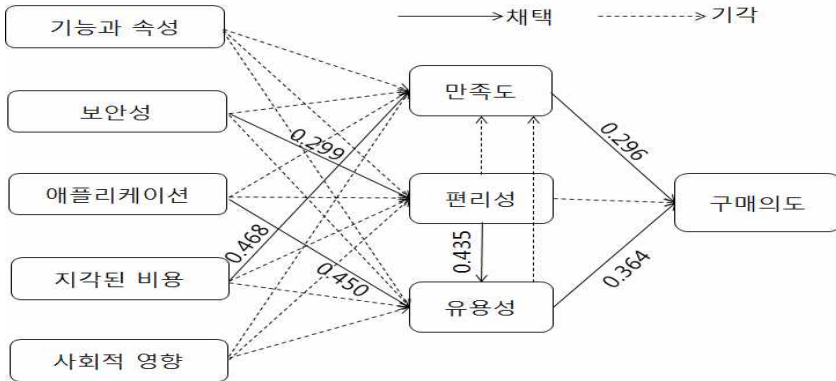 기능과 속성
채택
기각
보안성
만족도
0.299
0.296
애플리케이션
편리성
구매의도
0.468
0.435
지각된 비용
0.450
0.364
유용성
사회적 영향